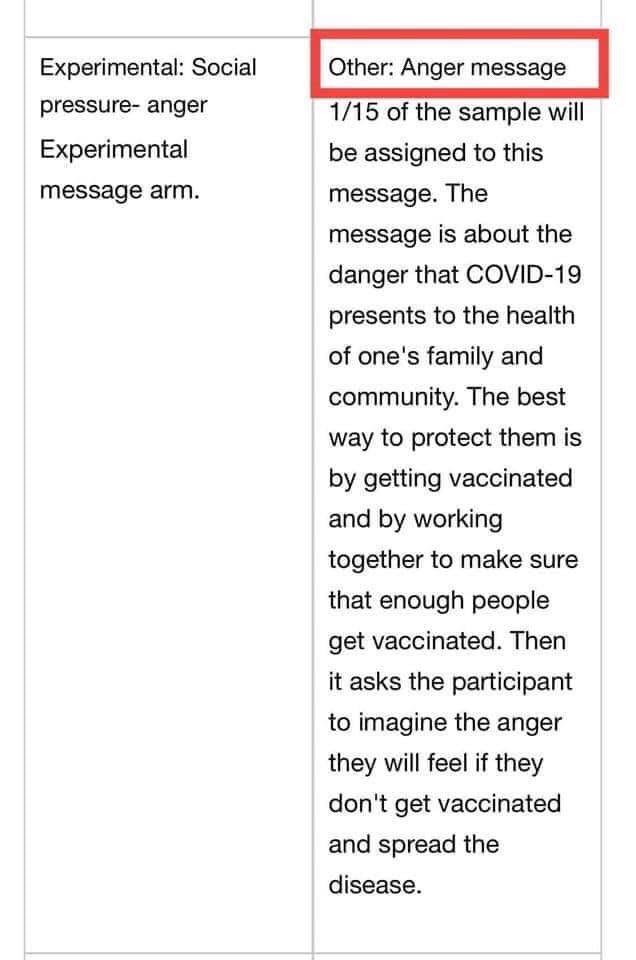 Experimental: Social
pressure- anger
Experimental
message arm.
Other: Anger message
1/15 of the sample will
be assigned to this
message. The
message is about the
danger that COVID-19
presents to the health
of one's family and
community. The best
way to protect them is
by getting vaccinated
and by working
together to make sure
that enough people
get vaccinated. Then
it asks the participant
to imagine the anger
they will feel if they
don't get vaccinated
and spread the
disease.